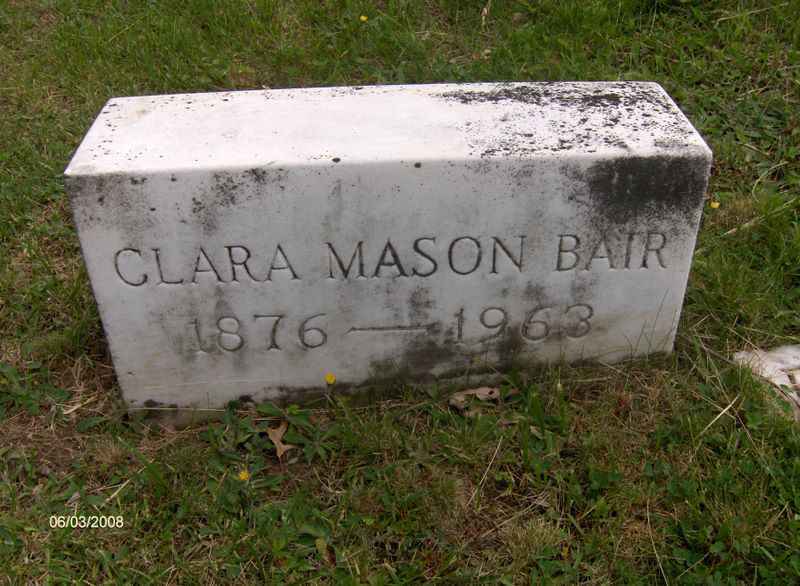 CLARA MASON BAIR
1876 — 1963
06/03/2008